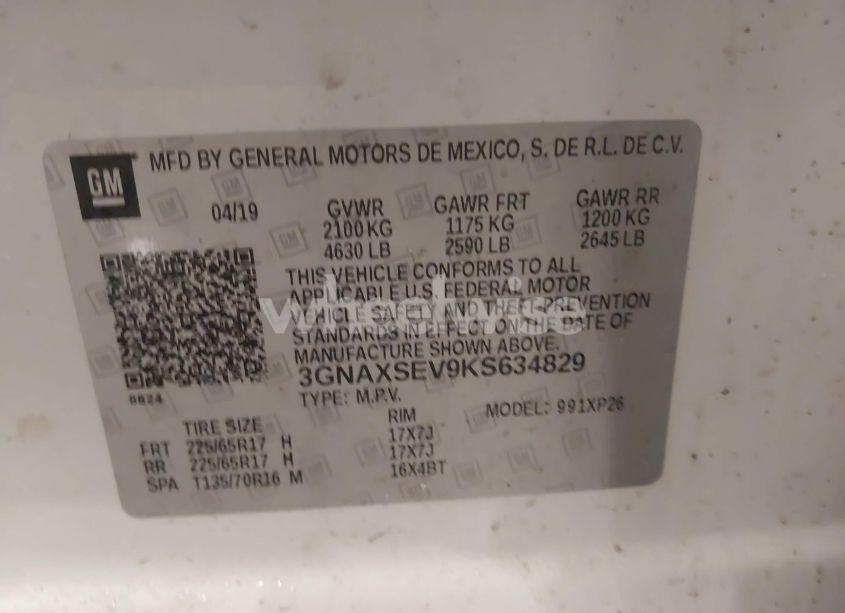 GM
MFD BY GENERAL MOTORS DE MEXICO, S. DE R.L. DE C.V.
04/19
GVWR GAWR FRT GAWR RR
2100 KG 1175 KG 1200 KG
4630 LB 2590 LB 2645 LB
THIS VEHICLE CONFORMS TO ALL
APPLICABLE U.S. FEDERAL MOTOR
VEHICLE SAFETY AND THEFT PREVENTION
STANDARDS IN EFFECT ON THE DATE OF
MANUFACTURE SHOWN ABOVE.
3GNAXSEV9KS634829
6624
TYPE: M.P.V. MODEL: 991XP26
TIRE SIZE RIM
FRT 225/65R17 H 17X7J
RR 225/65R17 H 17X7J
SPA T135/70R16 M 16X4BT